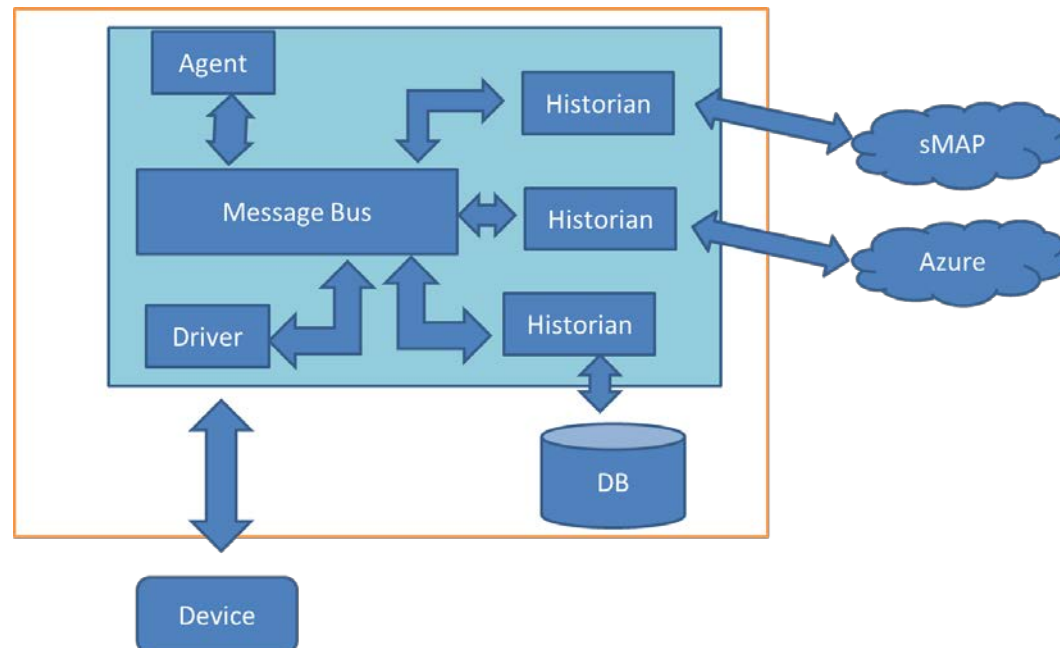 Agent
Historian
sMAP
Message Bus
Historian
Azure
Driver
Historian
DB
Device